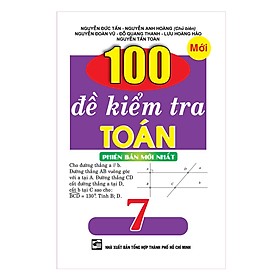 NGUYỄN ĐỨC TẤN - NGUYỄN ANH HOÀNG (Chủ biên)
NGUYỄN ĐOÀN VŨ - ĐỖ QUANG THANH - LƯU HOÀNG HẢO
NGUYỄN TẤN TOÀN
Mới
100
đề kiểm tra
TOÁN
PHIÊN BẢN MỚI NHẤT
Cho đường thẳng a // b.
Đường thẳng AB vuông góc
với a tại A. Đường thẳng CD
cắt đường thẳng a tại D,
cắt b tại C sao cho:
BCD = 130⁰. Tính B; D.
7
NHÀ XUẤT BẢN TỔNG HỢP THÀNH PHỐ HỒ CHÍ MINH